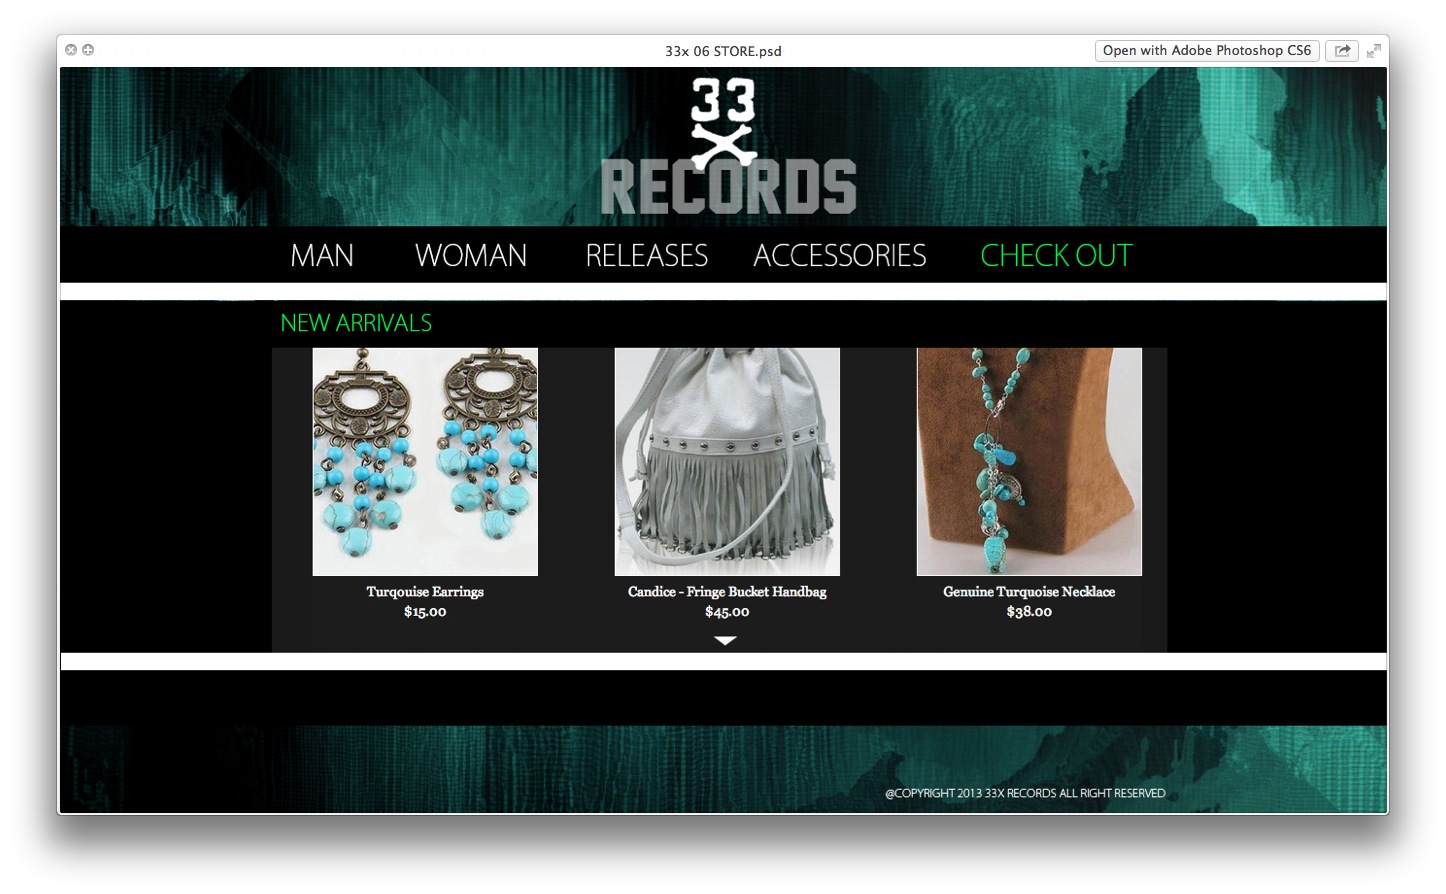 33x 06 STORE.psd
Open with Adobe Photoshop CS6
33
X
RECORDS
MAN WOMAN RELEASES ACCESSORIES CHECK OUT
NEW ARRIVALS
Turqouise Earrings
$15.00
Candice - Fringe Bucket Handbag
$45.00
Genuine Turquoise Necklace
$38.00
@COPYRIGHT 2013 33X RECORDS ALL RIGHT RESERVED